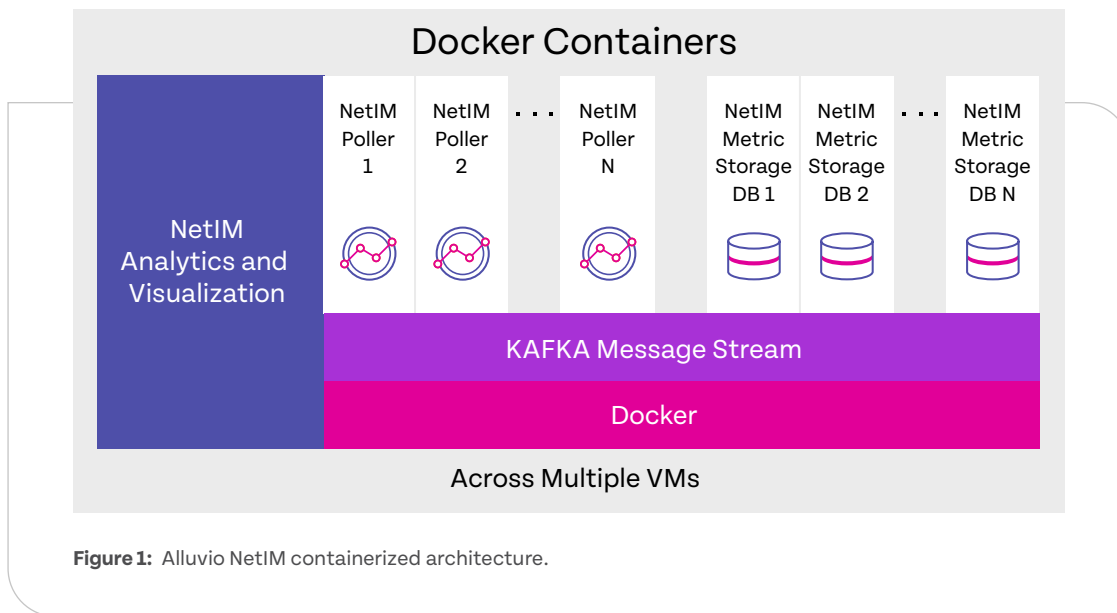 Docker Containers
NetIM
Poller
1
NetIM
Poller
2
...
NetIM
Poller
N
NetIM
Metric
Storage
DB 1
NetIM
Metric
Storage
DB 2
...
NetIM
Metric
Storage
DB N
NetIM
Analytics and
Visualization
KAFKA Message Stream
Docker
Across Multiple VMs
Figure 1: Alluvio NetIM containerized architecture.